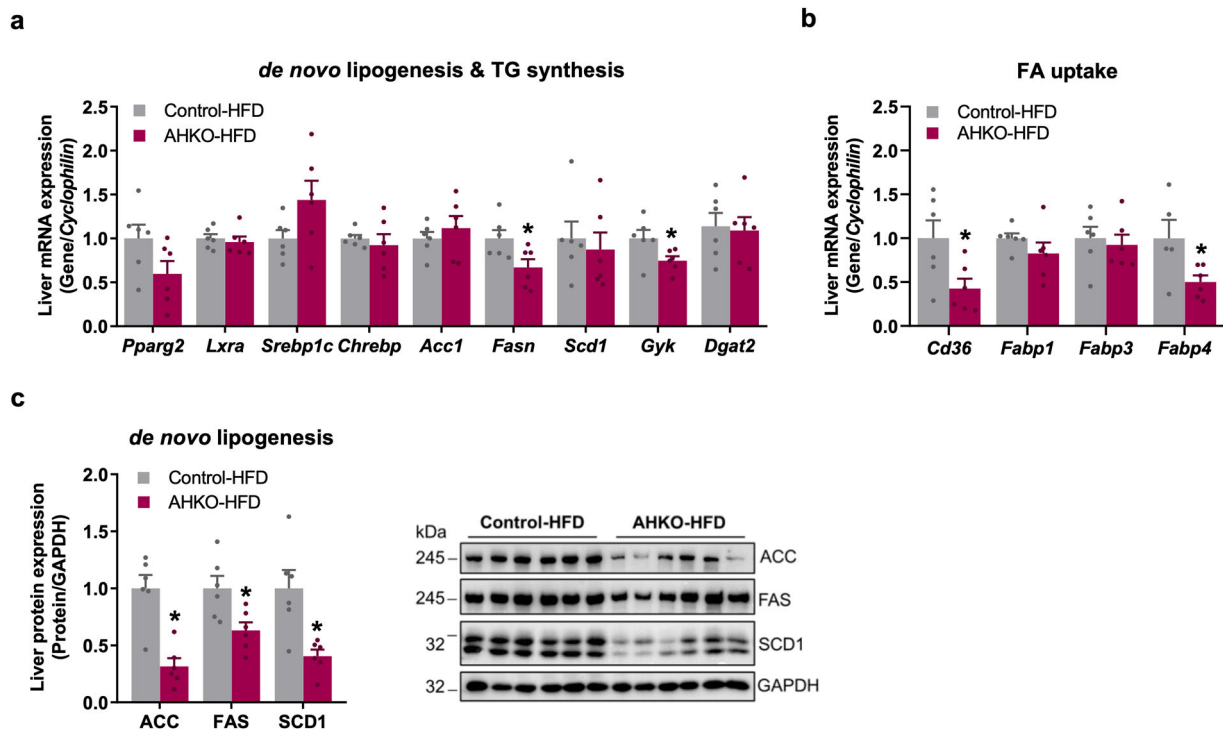 a
de novo lipogenesis & TG synthesis
Control-HFD
AHKO-HFD
Liver mRNA expression
(Gene/Cyclophilin)
2.5
2.0
1.5
1.0
0.5
0.0
* *
Pparg2 Lxra Srebp1c Chrebp Acc1 Fasn Scd1 Gyk Dgat2
b
FA uptake
Control-HFD
AHKO-HFD
Liver mRNA expression
(Gene/Cyclophilin)
2.5
2.0
1.5
1.0
0.5
0.0
* *
Cd36 Fabp1 Fabp3 Fabp4
c
de novo lipogenesis
Control-HFD
AHKO-HFD
Liver protein expression
(Protein/GAPDH)
2.0
1.5
1.0
0.5
0.0
* * *
ACC FAS SCD1
kDa Control-HFD AHKO-HFD
245 ACC
245 FAS
32 SCD1
32 GAPDH